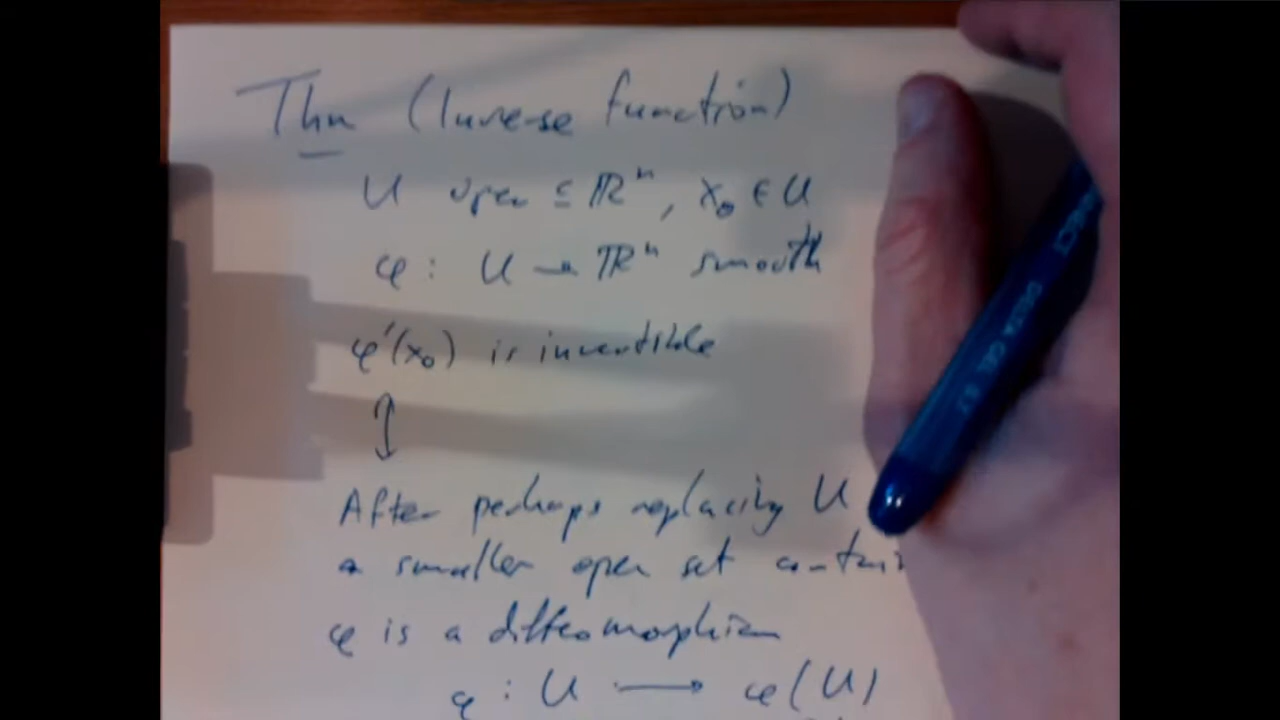 Thm (Inverse function)
U open ⊆ ℝⁿ, x₀ ∈ U
φ : U → ℝⁿ smooth
φ'(x₀) is invertible
↕
After perhaps replacing U
a smaller open set
φ is a diffeomorphism
φ : U ⟶ φ(U)